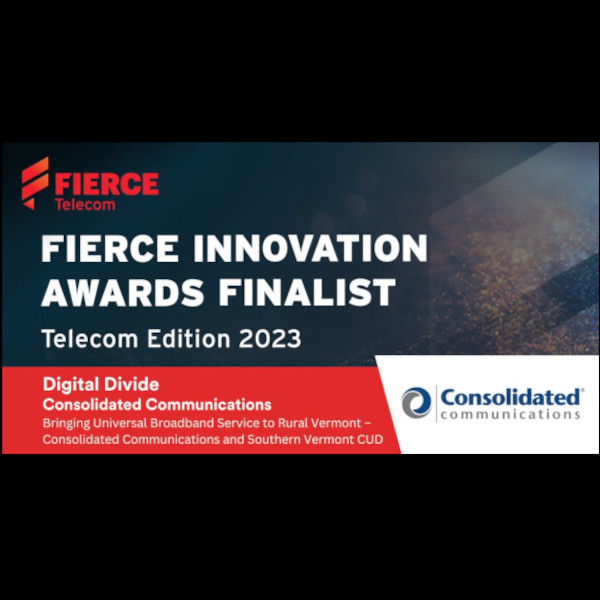 FIERCE
Telecom
FIERCE INNOVATION
AWARDS FINALIST
Telecom Edition 2023
Digital Divide
Consolidated Communications
Bringing Universal Broadband Service to Rural Vermont –
Consolidated Communications and Southern Vermont CUD
Consolidated®
communications